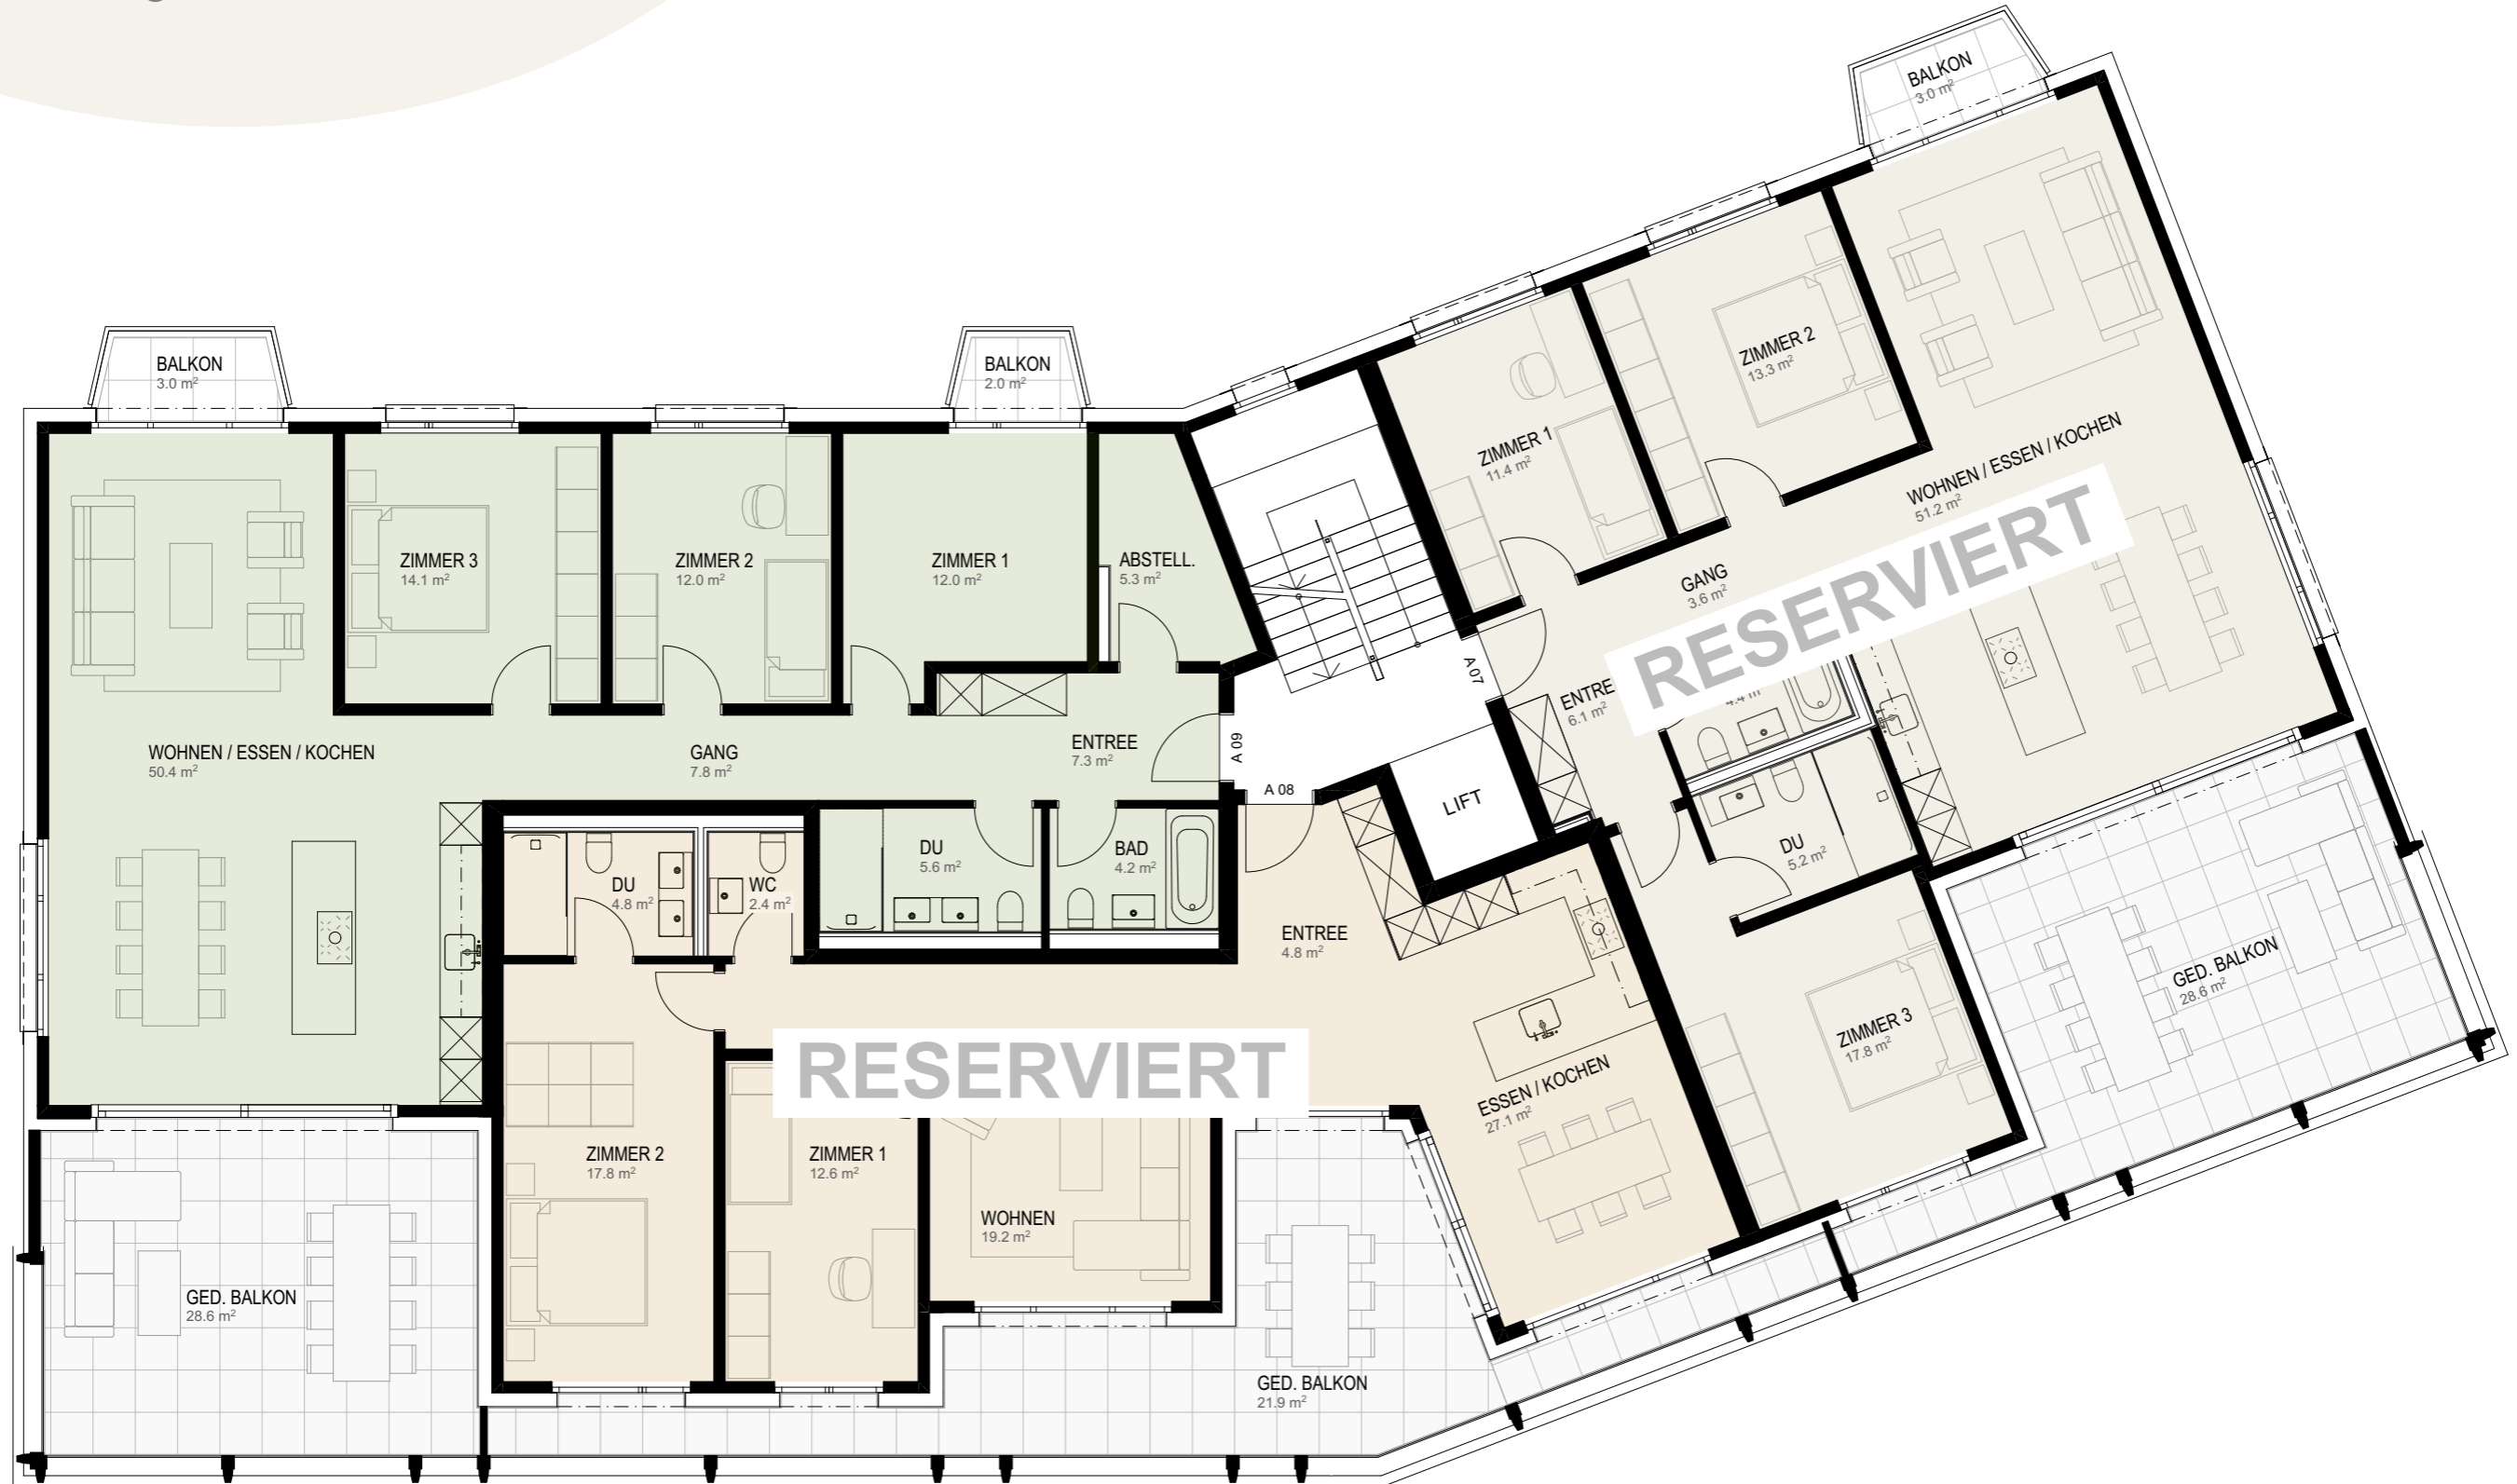 BALKON
3.0 m²
BALKON
3.0 m²
BALKON
2.0 m²
ZIMMER 3
14.1 m²
ZIMMER 2
12.0 m²
ZIMMER 1
12.0 m²
ABSTELL.
5.3 m²
WOHNEN / ESSEN / KOCHEN
50.4 m²
GANG
7.8 m²
ENTREE
7.3 m²
A 09
A 08
A 07
LIFT
DU
5.6 m²
BAD
4.2 m²
GED. BALKON
28.6 m²
DU
4.8 m²
WC
2.4 m²
ENTREE
4.8 m²
RESERVIERT
ZIMMER 2
17.8 m²
ZIMMER 1
12.6 m²
WOHNEN
19.2 m²
ESSEN / KOCHEN
27.1 m²
GED. BALKON
21.9 m²
ZIMMER 1
11.4 m²
ZIMMER 2
13.3 m²
WOHNEN / ESSEN / KOCHEN
51.2 m²
GANG
3.6 m²
RESERVIERT
ENTRE
6.1 m²
DU
5.2 m²
ZIMMER 3
17.8 m²
GED. BALKON
28.6 m²